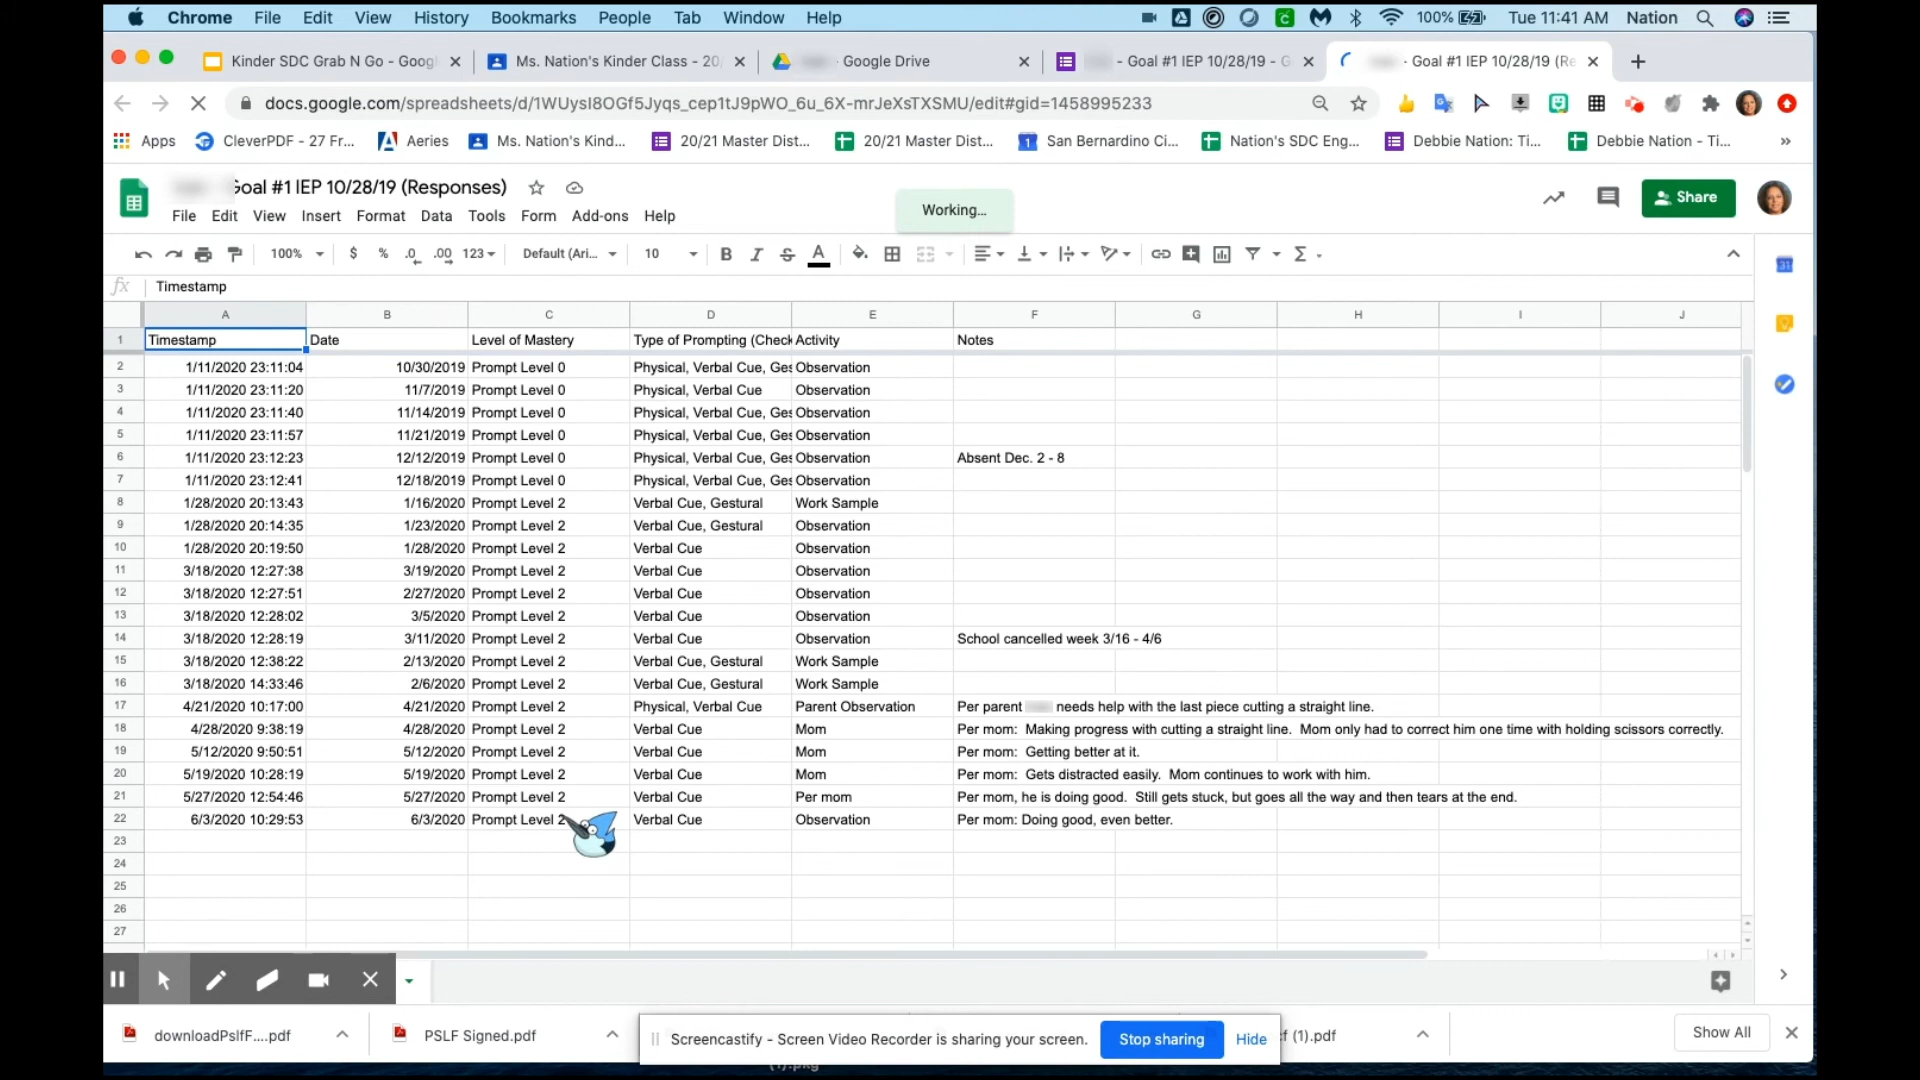 Chrome File Edit View History Bookmarks People Tab Window Help 100% Tue 11:41 AM Nation
Kinder SDC Grab N Go - Goog Ms. Nation's Kinder Class - 20 Google Drive - Goal #1 IEP 10/28/19 - G - Goal #1 IEP 10/28/19 (Re
docs.google.com/spreadsheets/d/1WUysI8OGf5Jyqs_cep1tJ9pWO_6u_6X-mrJeXsTXSMU/edit#gid=1458995233
Apps CleverPDF - 27 Fr... Aeries Ms. Nation's Kind... 20/21 Master Dist... 20/21 Master Dist... San Bernardino Ci... Nation's SDC Eng... Debbie Nation: Ti... Debbie Nation - Ti... »
Goal #1 IEP 10/28/19 (Responses)
Working...
Share
File Edit View Insert Format Data Tools Form Add-ons Help
100% $ % .0 .00 123 Default (Ari... 10 B I S A
fx Timestamp
A B C D E F G H I J
1 Timestamp Date Level of Mastery Type of Prompting (Check Activity Notes
2 1/11/2020 23:11:04 10/30/2019 Prompt Level 0 Physical, Verbal Cue, Ges Observation
3 1/11/2020 23:11:20 11/7/2019 Prompt Level 0 Physical, Verbal Cue Observation
4 1/11/2020 23:11:40 11/14/2019 Prompt Level 0 Physical, Verbal Cue, Ges Observation
5 1/11/2020 23:11:57 11/21/2019 Prompt Level 0 Physical, Verbal Cue, Ges Observation
6 1/11/2020 23:12:23 12/12/2019 Prompt Level 0 Physical, Verbal Cue, Ges Observation Absent Dec. 2 - 8
7 1/11/2020 23:12:41 12/18/2019 Prompt Level 0 Physical, Verbal Cue, Ges Observation
8 1/28/2020 20:13:43 1/16/2020 Prompt Level 2 Verbal Cue, Gestural Work Sample
9 1/28/2020 20:14:35 1/23/2020 Prompt Level 2 Verbal Cue, Gestural Observation
10 1/28/2020 20:19:50 1/28/2020 Prompt Level 2 Verbal Cue Observation
11 3/18/2020 12:27:38 3/19/2020 Prompt Level 2 Verbal Cue Observation
12 3/18/2020 12:27:51 2/27/2020 Prompt Level 2 Verbal Cue Observation
13 3/18/2020 12:28:02 3/5/2020 Prompt Level 2 Verbal Cue Observation
14 3/18/2020 12:28:19 3/11/2020 Prompt Level 2 Verbal Cue Observation School cancelled week 3/16 - 4/6
15 3/18/2020 12:38:22 2/13/2020 Prompt Level 2 Verbal Cue, Gestural Work Sample
16 3/18/2020 14:33:46 2/6/2020 Prompt Level 2 Verbal Cue, Gestural Work Sample
17 4/21/2020 10:17:00 4/21/2020 Prompt Level 2 Physical, Verbal Cue Parent Observation Per parent needs help with the last piece cutting a straight line.
18 4/28/2020 9:38:19 4/28/2020 Prompt Level 2 Verbal Cue Mom Per mom: Making progress with cutting a straight line. Mom only had to correct him one time with holding scissors correctly.
19 5/12/2020 9:50:51 5/12/2020 Prompt Level 2 Verbal Cue Mom Per mom: Getting better at it.
20 5/19/2020 10:28:19 5/19/2020 Prompt Level 2 Verbal Cue Mom Per mom: Gets distracted easily. Mom continues to work with him.
21 5/27/2020 12:54:46 5/27/2020 Prompt Level 2 Verbal Cue Per mom Per mom, he is doing good. Still gets stuck, but goes all the way and then tears at the end.
22 6/3/2020 10:29:53 6/3/2020 Prompt Level 2 Verbal Cue Observation Per mom: Doing good, even better.
23
24
25
26
27
downloadPslfF....pdf PSLF Signed.pdf Screencastify - Screen Video Recorder is sharing your screen. Stop sharing Hide f (1).pdf Show All
(1).pkg